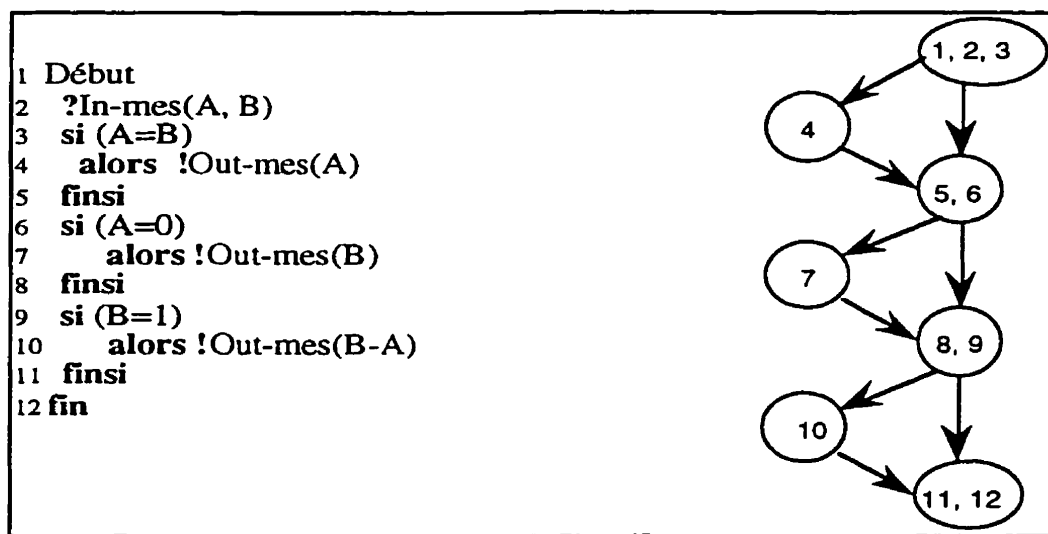 1 Début
2 ?In-mes(A, B)
3 si (A=B)
4 alors !Out-mes(A)
5 finsi
6 si (A=0)
7 alors !Out-mes(B)
8 finsi
9 si (B=1)
10 alors !Out-mes(B-A)
11 finsi
12 fin
1, 2, 3
4
5, 6
7
8, 9
10
11, 12